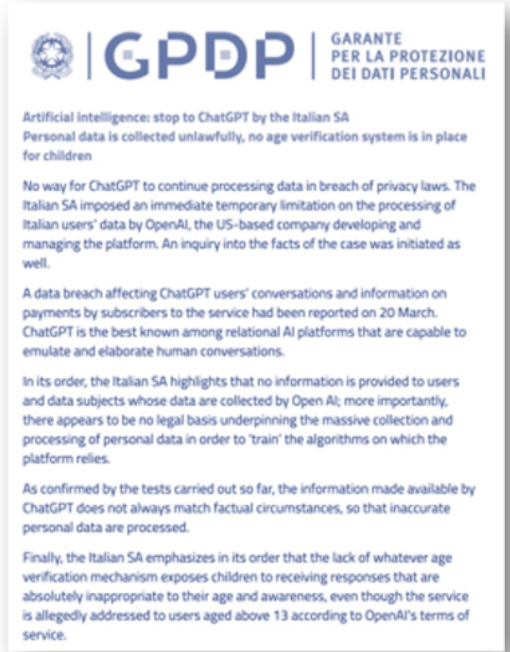 GPDP
GARANTE
PER LA PROTEZIONE
DEI DATI PERSONALI
Artificial intelligence: stop to ChatGPT by the Italian SA
Personal data is collected unlawfully, no age verification system is in place
for children
No way for ChatGPT to continue processing data in breach of privacy laws. The
Italian SA imposed an immediate temporary limitation on the processing of
Italian users' data by OpenAI, the US-based company developing and
managing the platform. An inquiry into the facts of the case was initiated as
well.
A data breach affecting ChatGPT users' conversations and information on
payments by subscribers to the service had been reported on 20 March.
ChatGPT is the best known among relational AI platforms that are capable to
emulate and elaborate human conversations.
In its order, the Italian SA highlights that no information is provided to users
and data subjects whose data are collected by Open AI; more importantly,
there appears to be no legal basis underpinning the massive collection and
processing of personal data in order to 'train' the algorithms on which the
platform relies.
As confirmed by the tests carried out so far, the information made available by
ChatGPT does not always match factual circumstances, so that inaccurate
personal data are processed.
Finally, the Italian SA emphasizes in its order that the lack of whatever age
verification mechanism exposes children to receiving responses that are
absolutely inappropriate to their age and awareness, even though the service
is allegedly addressed to users aged above 13 according to OpenAI's terms of
service.